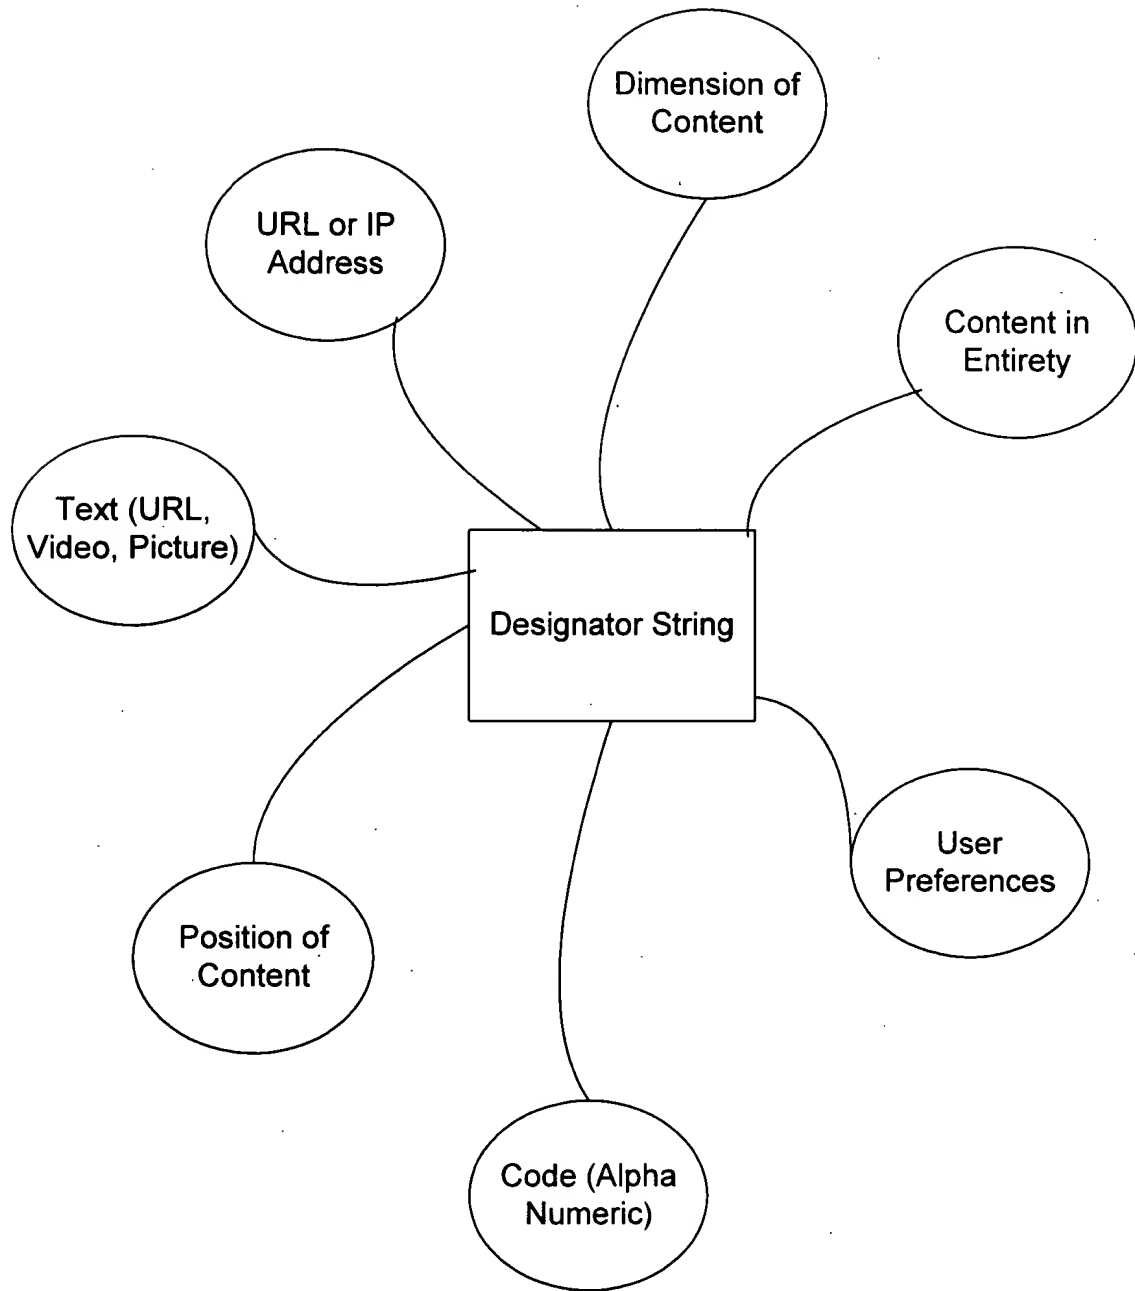 Dimension of
Content
URL or IP
Address
Content in
Entirety
Text (URL,
Video, Picture)
Designator String
User
Preferences
Position of
Content
Code (Alpha
Numeric)